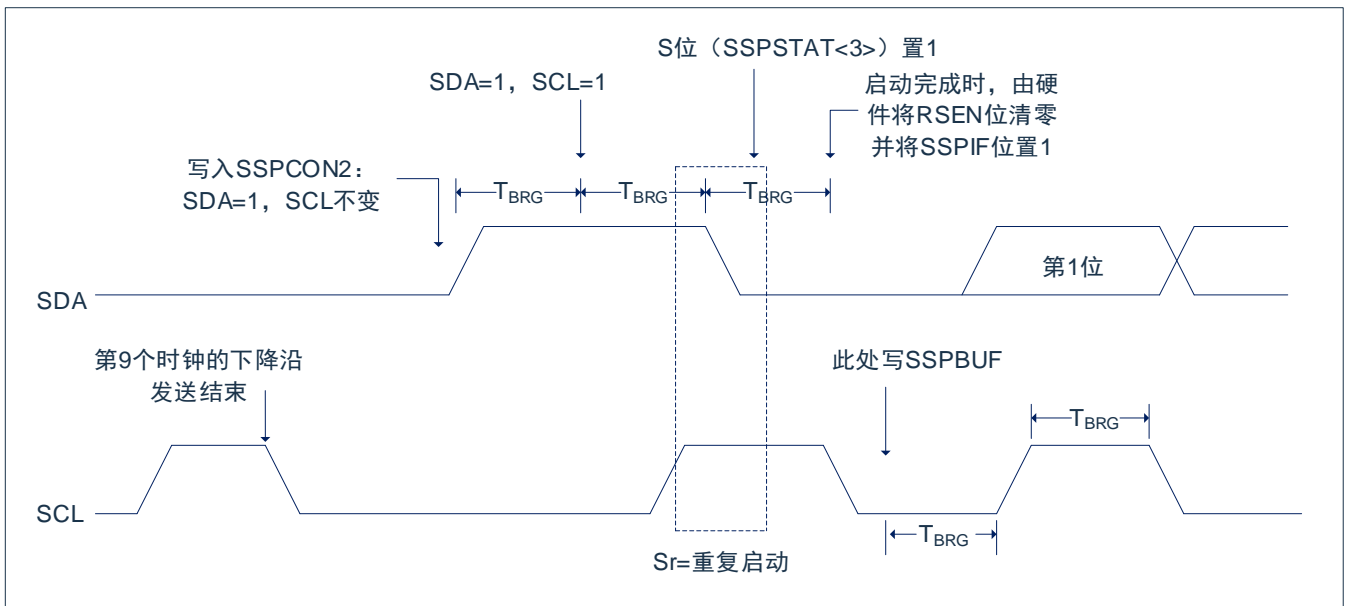 S位（SSPSTAT<3>）置1
SDA=1，SCL=1
启动完成时，由硬
件将RSEN位清零
并将SSPIF位置1
写入SSPCON2：
SDA=1，SCL不变
TBRG
TBRG
TBRG
第1位
SDA
第9个时钟的下降沿
发送结束
此处写SSPBUF
TBRG
SCL
TBRG
Sr=重复启动